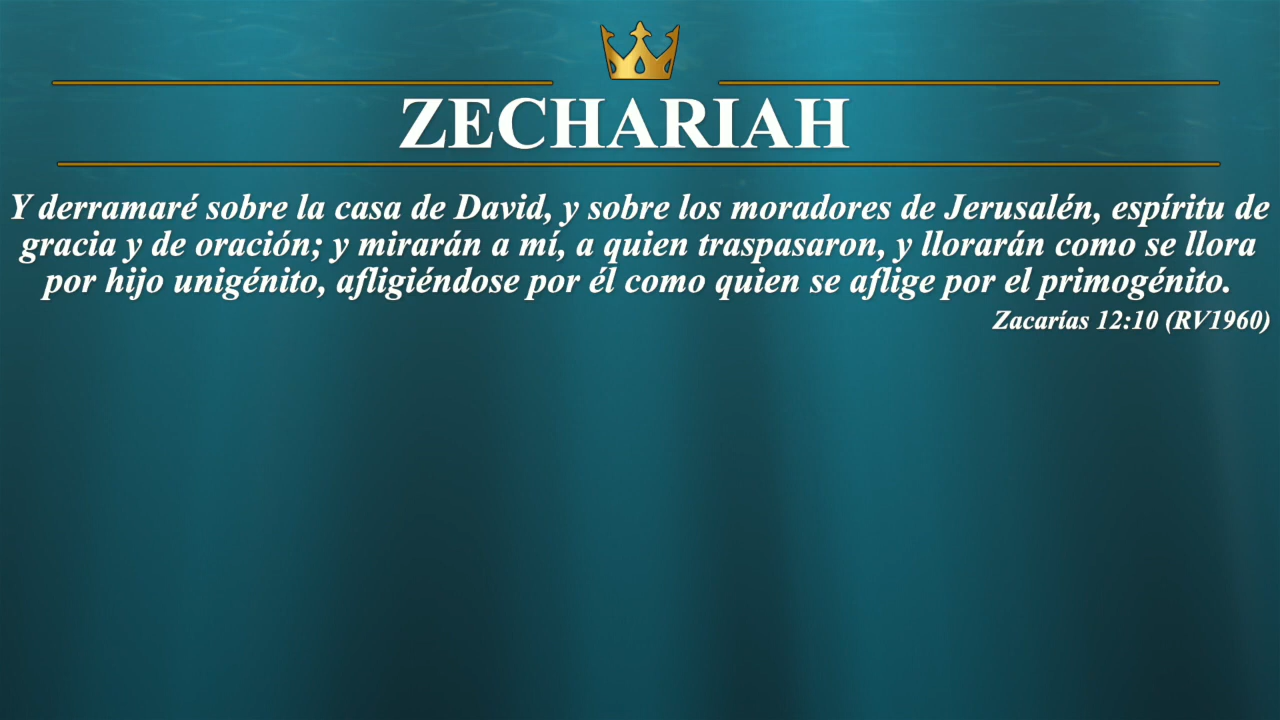 ZECHARIAH
Y derramaré sobre la casa de David, y sobre los moradores de Jerusalén, espíritu de
gracia y de oración; y mirarán a mí, a quien traspasaron, y llorarán como se llora
por hijo unigénito, afligiéndose por él como quien se aflige por el primogénito.
Zacarías 12:10 (RV1960)